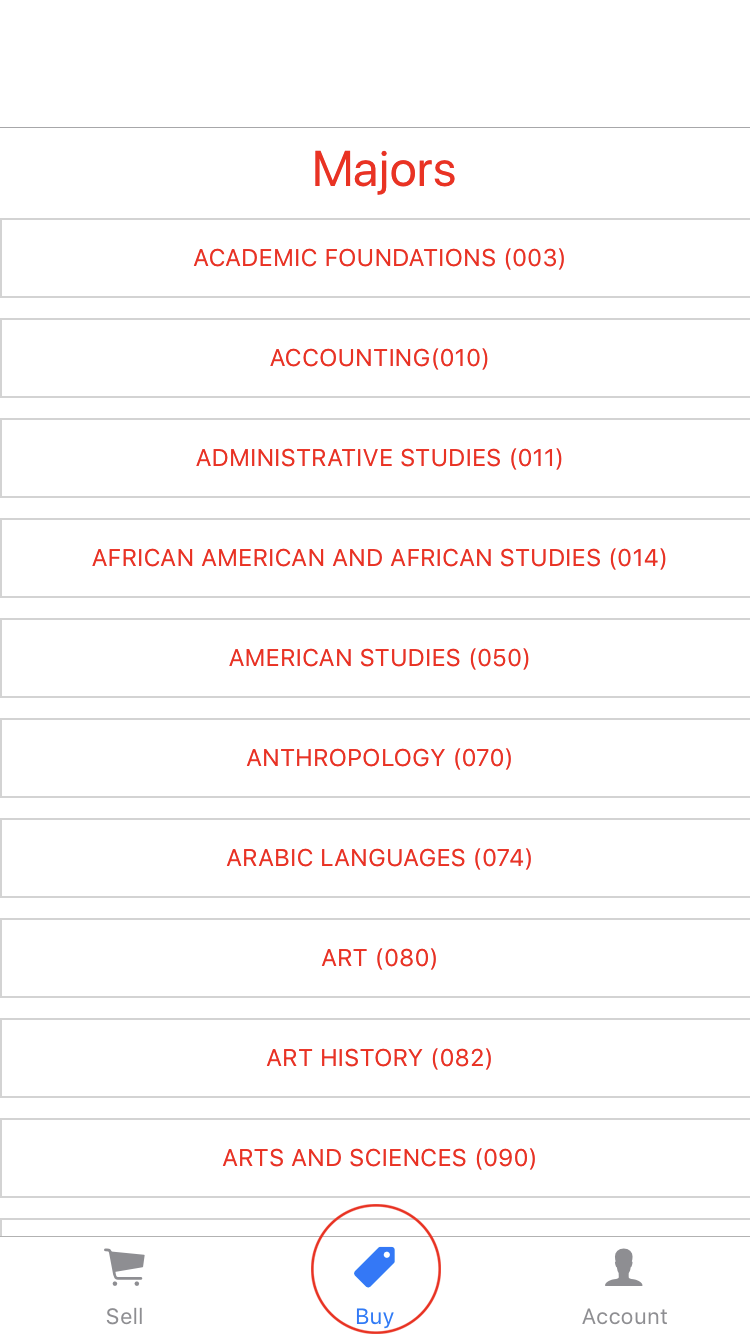 Majors
ACADEMIC FOUNDATIONS (003)
ACCOUNTING(010)
ADMINISTRATIVE STUDIES (011)
AFRICAN AMERICAN AND AFRICAN STUDIES (014)
AMERICAN STUDIES (050)
ANTHROPOLOGY (070)
ARABIC LANGUAGES (074)
ART (080)
ART HISTORY (082)
ARTS AND SCIENCES (090)
Sell
Buy
Account